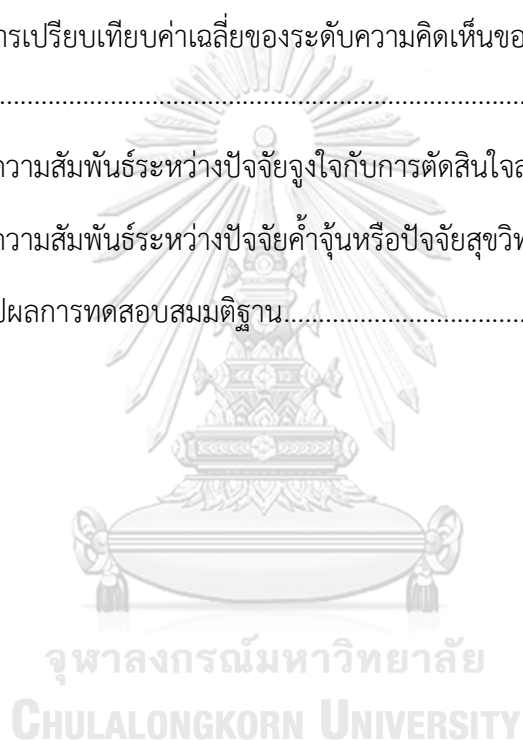 ารเปรียบเทียบค่าเฉลี่ยของระดับความคิดเห็นของ
................................................................................
ความสัมพันธ์ระหว่างปัจจัยจูงใจกับการตัดสินใจส
ความสัมพันธ์ระหว่างปัจจัยค้ำจุ้นหรือปัจจัยสุขวิท
ปผลการทดสอบสมมติฐาน........................................
จุฬาลงกรณ์มหาวิทยาลัย
CHULALONGKORN UNIVERSITY